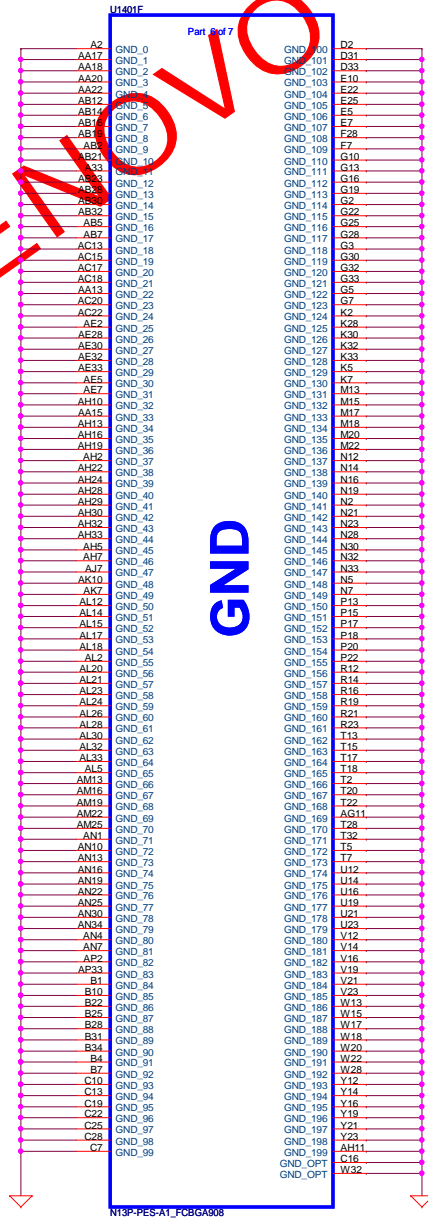 U1401F
Part 6 of 7
A2 GND_0 GND_100 D2
AA17 GND_1 GND_101 D31
AA18 GND_2 GND_102 D33
AA20 GND_3 GND_103 E10
AA22 GND_4 GND_104 E22
AB12 GND_5 GND_105 E25
AB14 GND_6 GND_106 E5
AB16 GND_7 GND_107 E7
AB19 GND_8 GND_108 F28
AB2 GND_9 GND_109 F7
AB21 GND_10 GND_110 G10
A33 GND_11 GND_111 G13
AB23 GND_12 GND_112 G16
AB28 GND_13 GND_113 G19
AB30 GND_14 GND_114 G2
AB32 GND_15 GND_115 G22
AB5 GND_16 GND_116 G25
AB7 GND_17 GND_117 G28
AC13 GND_18 GND_118 G3
AC15 GND_19 GND_119 G30
AC17 GND_20 GND_120 G32
AC18 GND_21 GND_121 G33
AA13 GND_22 GND_122 G5
AC20 GND_23 GND_123 G7
AC22 GND_24 GND_124 K2
AE2 GND_25 GND_125 K28
AE28 GND_26 GND_126 K30
AE30 GND_27 GND_127 K32
AE32 GND_28 GND_128 K33
AE33 GND_29 GND_129 K5
AE5 GND_30 GND_130 K7
AE7 GND_31 GND_131 M13
AH10 GND_32 GND_132 M15
AA15 GND_33 GND_133 M17
AH13 GND_34 GND_134 M18
AH16 GND_35 GND_135 M20
AH19 GND_36 GND_136 M22
AH2 GND_37 GND_137 N12
AH22 GND_38 GND_138 N14
AH24 GND_39 GND_139 N16
AH28 GND_40 GND_140 N19
AH29 GND_41 GND_141 N2
AH30 GND_42 GND_142 N21
AH32 GND_43 GND_143 N23
AH33 GND_44 GND_144 N28
AH5 GND_45 GND_145 N30
AH7 GND_46 GND_146 N32
AJ7 GND_47 GND_147 N33
AK10 GND_48 GND_148 N5
AK7 GND_49 GND_149 N7
AL12 GND_50 GND_150 P13
AL14 GND_51 GND_151 P15
AL15 GND_52 GND_152 P17
AL17 GND_53 GND_153 P18
AL18 GND_54 GND_154 P20
AL2 GND_55 GND_155 P22
AL20 GND_56 GND_156 R12
AL21 GND_57 GND_157 R14
AL23 GND_58 GND_158 R16
AL24 GND_59 GND_159 R19
AL26 GND_60 GND_160 R21
AL28 GND_61 GND_161 R23
AL30 GND_62 GND_162 T13
AL32 GND_63 GND_163 T15
AL33 GND_64 GND_164 T17
AL5 GND_65 GND_165 T18
AM13 GND_66 GND_166 T2
AM16 GND_67 GND_167 T20
AM19 GND_68 GND_168 T22
AM22 GND_69 GND_169 AG11
AM25 GND_70 GND_170 T28
AN1 GND_71 GND_171 T32
AN10 GND_72 GND_172 T5
AN13 GND_73 GND_173 T7
AN16 GND_74 GND_174 U12
AN19 GND_75 GND_175 U14
AN22 GND_76 GND_176 U16
AN25 GND_77 GND_177 U19
AN30 GND_78 GND_178 U21
AN34 GND_79 GND_179 U23
AN4 GND_80 GND_180 V12
AN7 GND_81 GND_181 V14
AP2 GND_82 GND_182 V16
AP33 GND_83 GND_183 V19
B1 GND_84 GND_184 V21
B10 GND_85 GND_185 V23
B22 GND_86 GND_186 W13
B25 GND_87 GND_187 W15
B28 GND_88 GND_188 W17
B31 GND_89 GND_189 W18
B34 GND_90 GND_190 W20
B4 GND_91 GND_191 W22
B7 GND_92 GND_192 W28
C10 GND_93 GND_193 Y12
C13 GND_94 GND_194 Y14
C19 GND_95 GND_195 Y16
C22 GND_96 GND_196 Y19
C25 GND_97 GND_197 Y21
C28 GND_98 GND_198 Y23
C7 GND_99 GND_199 AH11
GND_OPT C16
GND_OPT W32
GND
N13P-PES-A1_FCBGA908